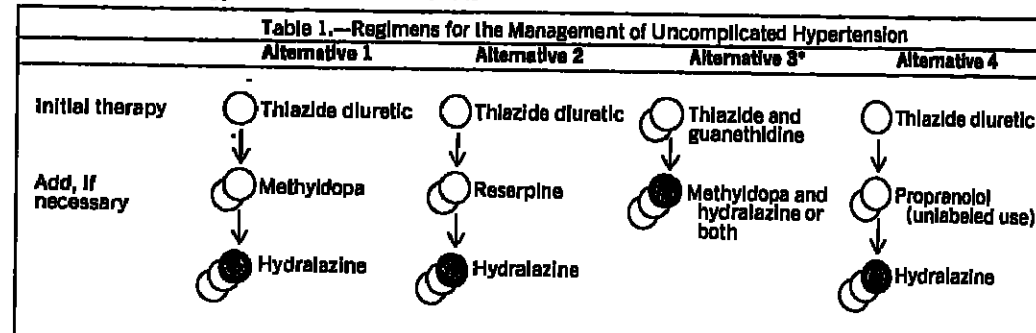 Table 1.—Regimens for the Management of Uncomplicated Hypertension
Alternative 1 Alternative 2 Alternative 3* Alternative 4
Initial therapy Thiazide diuretic Thiazide diuretic Thiazide and guanethidine Thiazide diuretic
Add, if necessary Methyldopa Reserpine Methyldopa and hydralazine or both Propranolol (unlabeled use)
Hydralazine Hydralazine Hydralazine